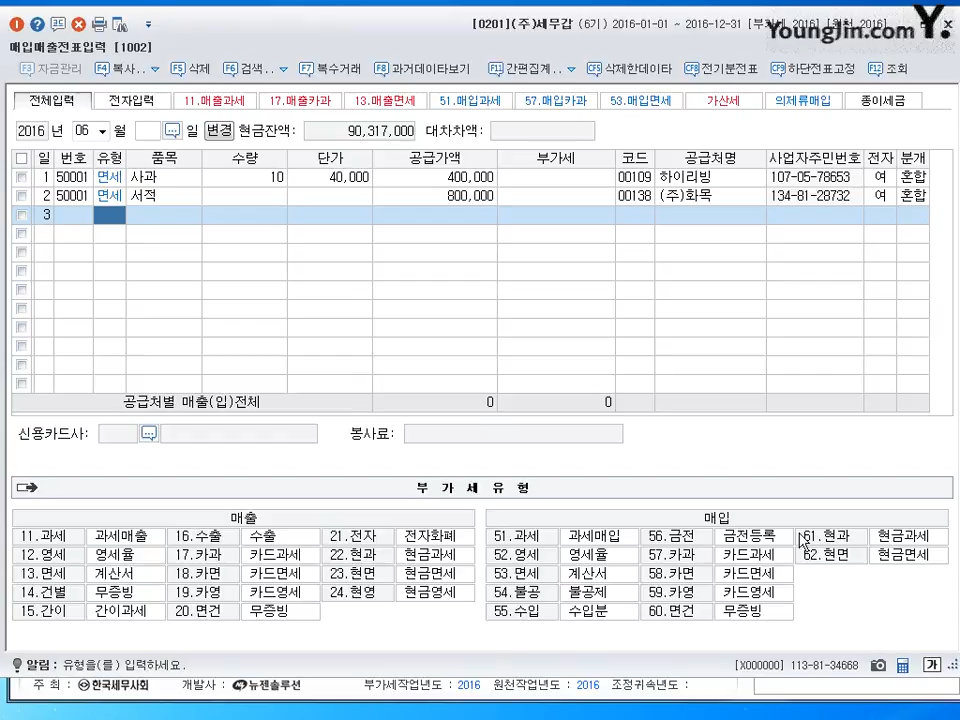 [0201](주)세무갑 (6기) 2016-01-01 ~ 2016-12-31 [부가세 2016] [원천 2016]
YoungJin.com Y.
매입매출전표입력 [1002]
F3 자금관리 F4 복사.. F5 삭제 F6 검색.. F7 복수거래 F8 과거데이타보기 F11 간편집계.. CF5 삭제한데이타 CF8 전기분전표 CF9 하단전표고정 F12 조회
전체입력 전자입력 11.매출과세 17.매출카과 13.매출면세 51.매입과세 57.매입카과 53.매입면세 가산세 의제류매입 종이세금
2016 년 06 월 일 변경 현금잔액: 90,317,000 대차차액:
일 번호 유형 품목 수량 단가 공급가액 부가세 코드 공급처명 사업자주민번호 전자 분개
1 50001 면세 사과 10 40,000 400,000 00109 하이리빙 107-05-78653 여 혼합
2 50001 면세 서적 800,000 00138 (주)화목 134-81-28732 여 혼합
3
공급처별 매출(입)전체 0 0
신용카드사: 봉사료:
부 가 세 유 형
매출 매입
11.과세 과세매출 16.수출 수출 21.전자 전자화폐 51.과세 과세매입 56.금전 금전등록 61.현과 현금과세
12.영세 영세율 17.카과 카드과세 22.현과 현금과세 52.영세 영세율 57.카과 카드과세 62.현면 현금면세
13.면세 계산서 18.카면 카드면세 23.현면 현금면세 53.면세 계산서 58.카면 카드면세
14.건별 무증빙 19.카영 카드영세 24.현영 현금영세 54.불공 불공제 59.카영 카드영세
15.간이 간이과세 20.면건 무증빙 55.수입 수입분 60.면건 무증빙
알림 : 유형을(를) 입력하세요. [X000000] 113-81-34668 가
주 최 : 한국세무사회 개발사 : 뉴젠솔루션 부가세작업년도 : 2016 원천작업년도 : 2016 조정귀속년도 :